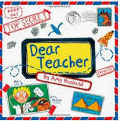 TOP SECRET
Dear
Teacher
By Amy Husband